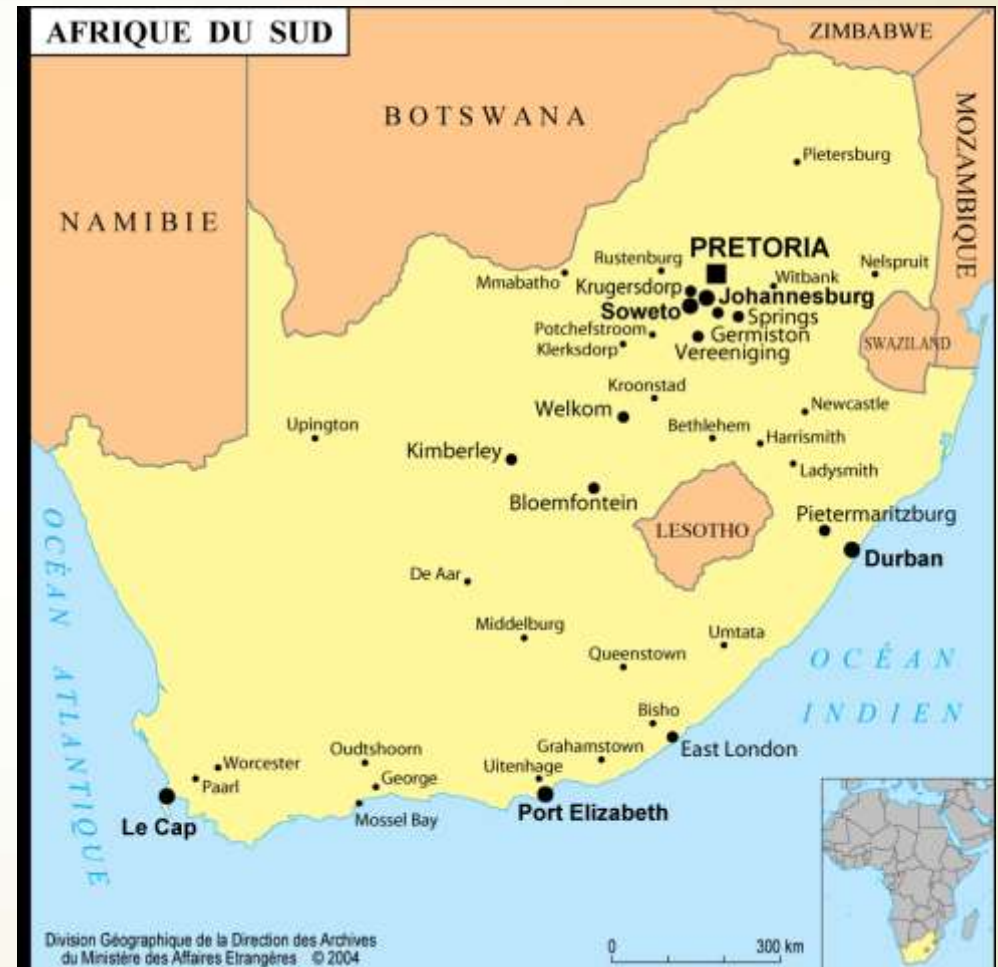 AFRIQUE DU SUD
ZIMBABWE
BOTSWANA
MOZAMBIQUE
NAMIBIE
Pietersburg
PRETORIA
Rustenburg
Nelspruit
Mmabatho
Witbank
Krugersdorp
Johannesburg
Soweto
Springs
Potchefstroom
Germiston
SWAZILAND
Klerksdorp
Vereeniging
Kroonstad
Newcastle
Welkom
Upington
Bethlehem
Harrismith
Kimberley
Ladysmith
Bloemfontein
Pietermaritzburg
LESOTHO
Durban
De Aar
Middelburg
Umtata
Queenstown
OCÉAN
INDIEN
OCÉAN ATLANTIQUE
Bisho
Oudtshoorn
Grahamstown
East London
Worcester
Uitenhage
George
Paarl
Mossel Bay
Port Elizabeth
Le Cap
Division Géographique de la Direction des Archives
du Ministère des Affaires Etrangères © 2004
0 300 km